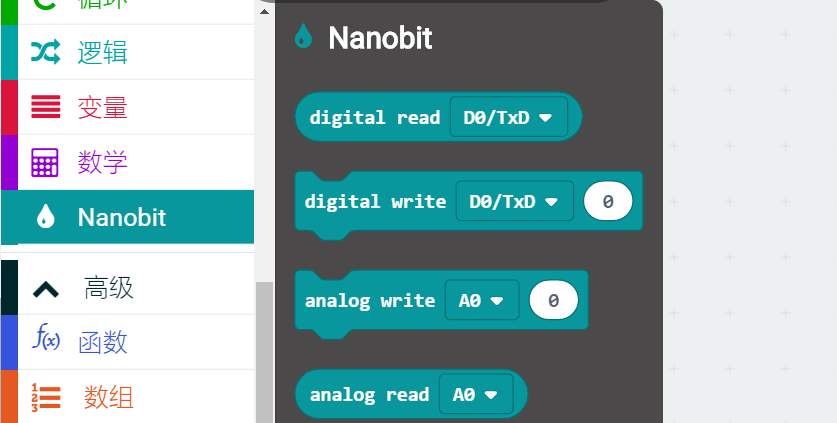 循环
逻辑
变量
数学
Nanobit
高级
f(x) 函数
数组
Nanobit
digital read D0/TxD
digital write D0/TxD 0
analog write A0 0
analog read A0